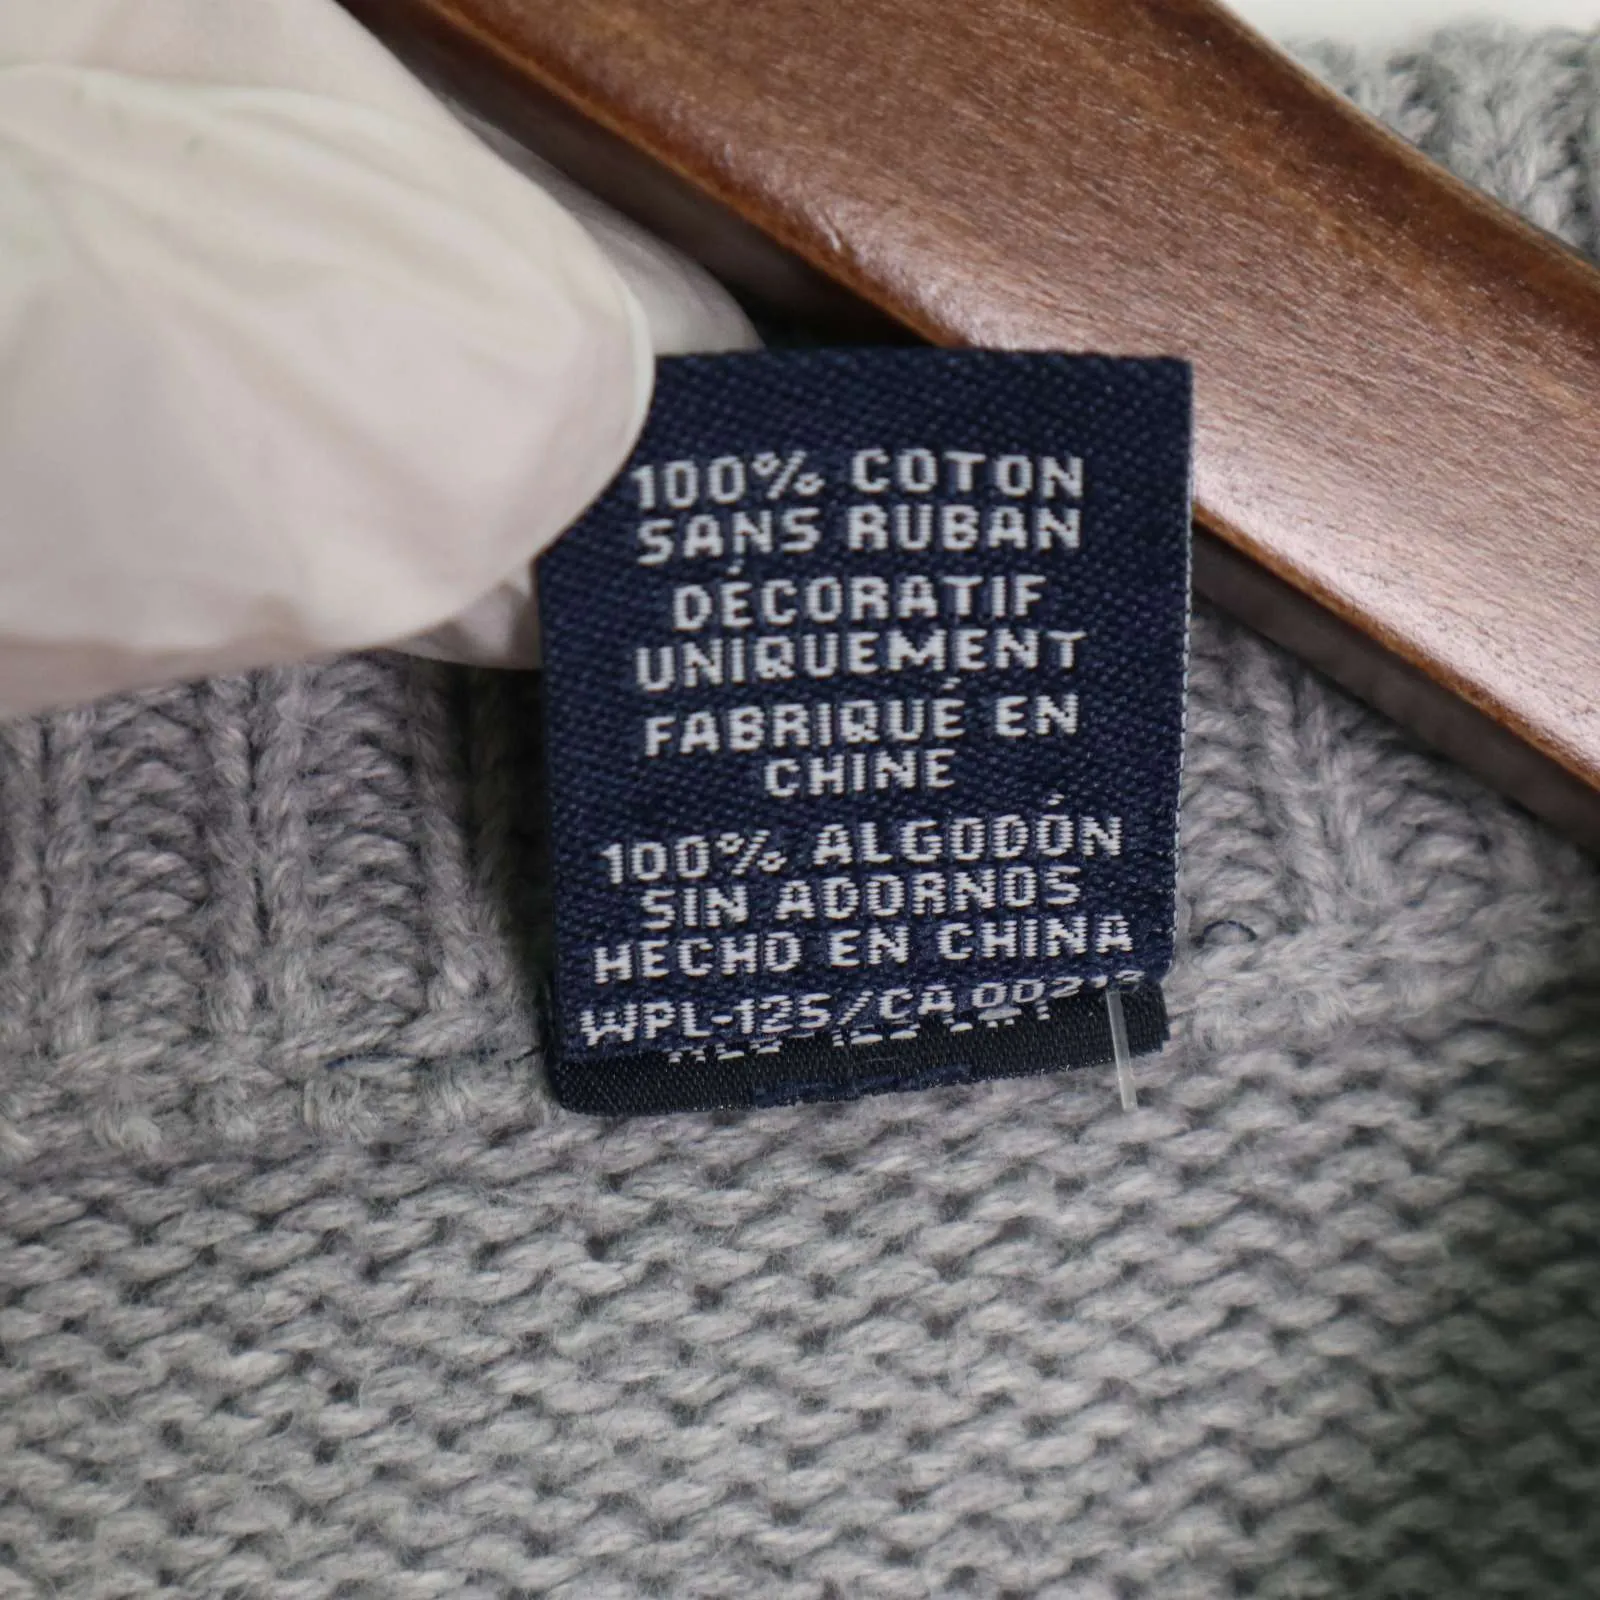 100% COTON
SANS RUBAN
DÉCORATIF
UNIQUEMENT
FABRIQUÉ EN
CHINE
100% ALGODÓN
SIN ADORNOS
HECHO EN CHINA
WPL-125/CA